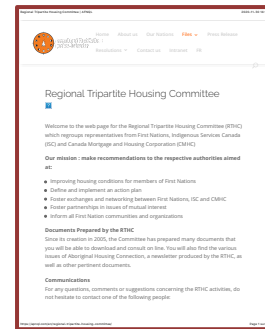 Regional Tripartite Housing Committee | APNQL
Home About us Our Nations Files Press Release
Resolutions Contact us Intranet FR
Regional Tripartite Housing Committee
Welcome to the web page for the Regional Tripartite Housing Committee (RTHC)
which regroups representatives from First Nations, Indigenous Services Canada
(ISC) and Canada Mortgage and Housing Corporation (CMHC)
Our mission : make recommendations to the respective authorities aimed
at:
Improving housing conditions for members of First Nations
Define and implement an action plan
Foster exchanges and networking between First Nations, ISC and CMHC
Foster partnerships in issues of mutual interest
Inform all First Nation communities and organizations
Documents Prepared by the RTHC
Since its creation in 2005, the Committee has prepared many documents that
you will be able to download and consult on line. You will also find the various
issues of Aboriginal Housing Connection, a newsletter produced by the RTHC, as
well as other pertinent documents.
Communications
For any questions, comments or suggestions concerning the RTHC activities, do
not hesitate to contact one of the following people: